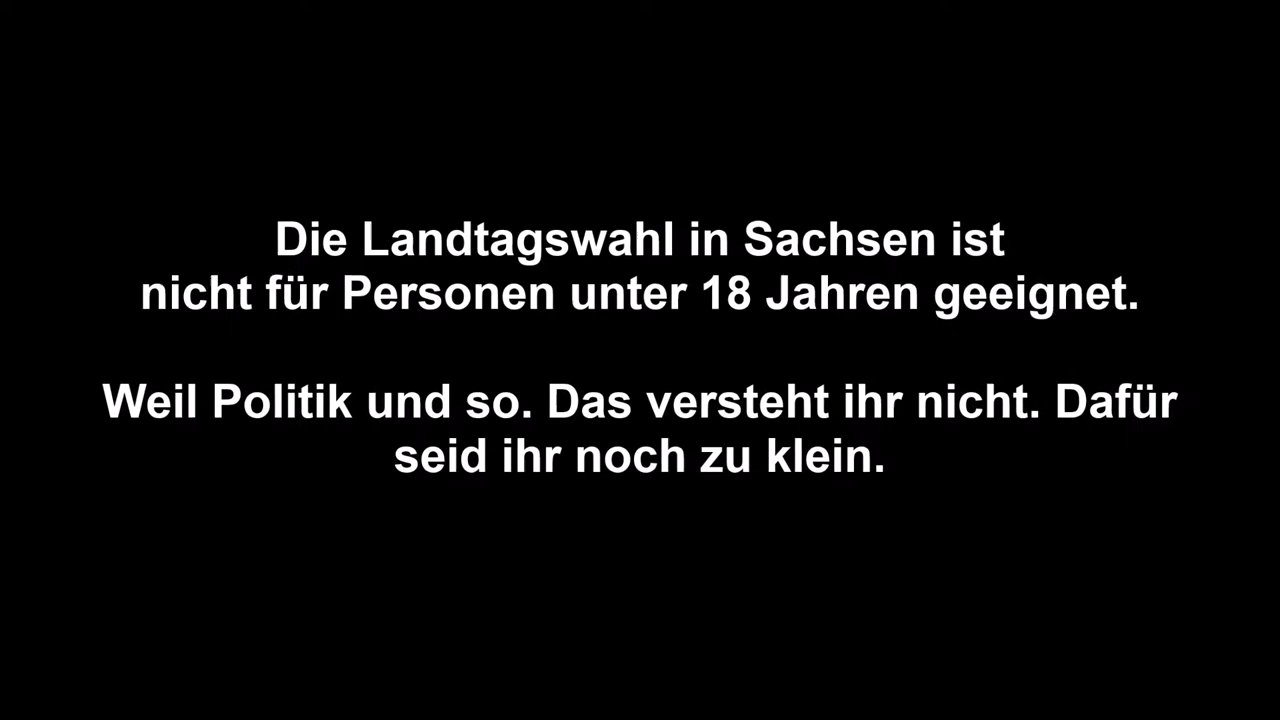 Die Landtagswahl in Sachsen ist
nicht für Personen unter 18 Jahren geeignet.
Weil Politik und so. Das versteht ihr nicht. Dafür
seid ihr noch zu klein.